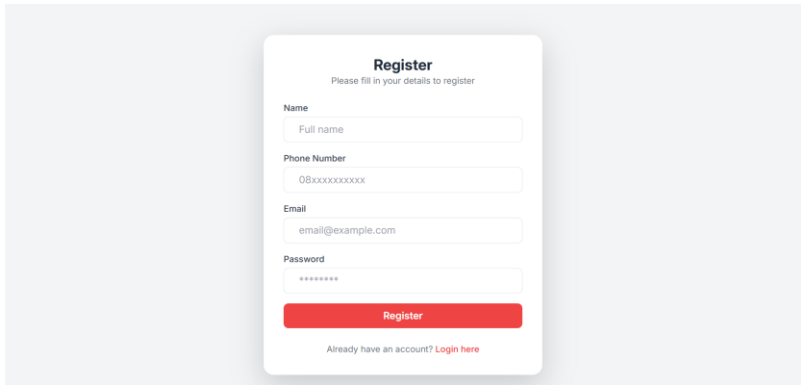 Register
Please fill in your details to register
Name
Full name
Phone Number
08xxxxxxxxxx
Email
email@example.com
Password
********
Register
Already have an account? Login here